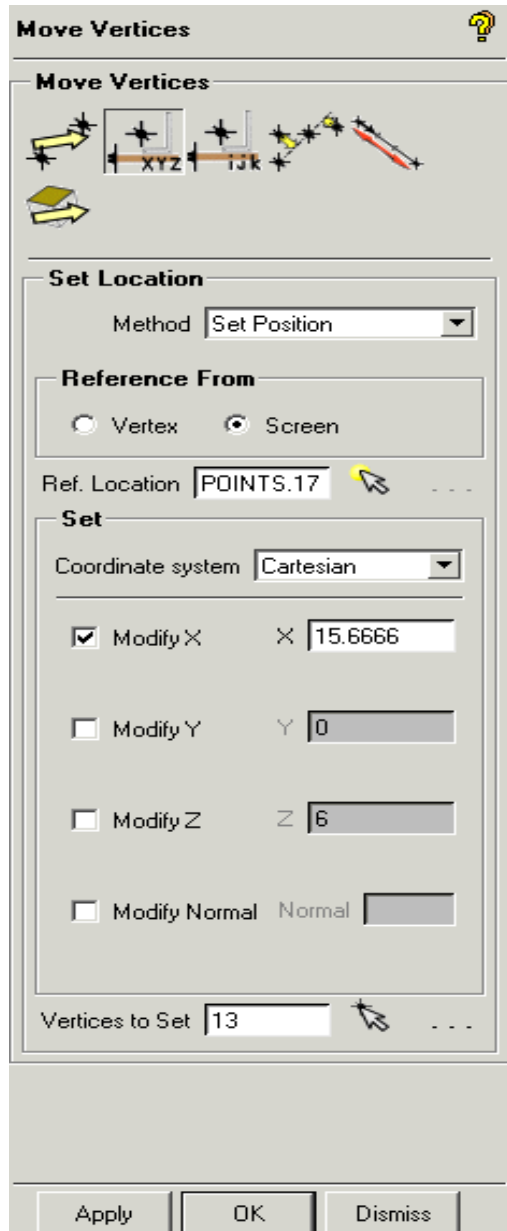 Move Vertices
Move Vertices
XYZ ijk
Set Location
Method Set Position
Reference From
Vertex Screen
Ref. Location POINTS.17 ...
Set
Coordinate system Cartesian
Modify X X 15.6666
Modify Y Y 0
Modify Z Z 6
Modify Normal Normal
Vertices to Set 13 ...
Apply OK Dismiss